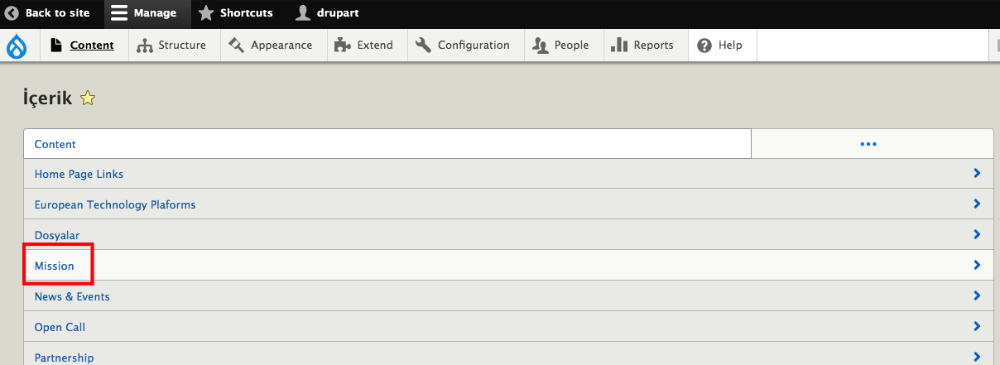 Back to site Manage Shortcuts drupart
Content Structure Appearance Extend Configuration People Reports Help
İçerik
Content
Home Page Links
European Technology Plaforms
Dosyalar
Mission
News & Events
Open Call
Partnership